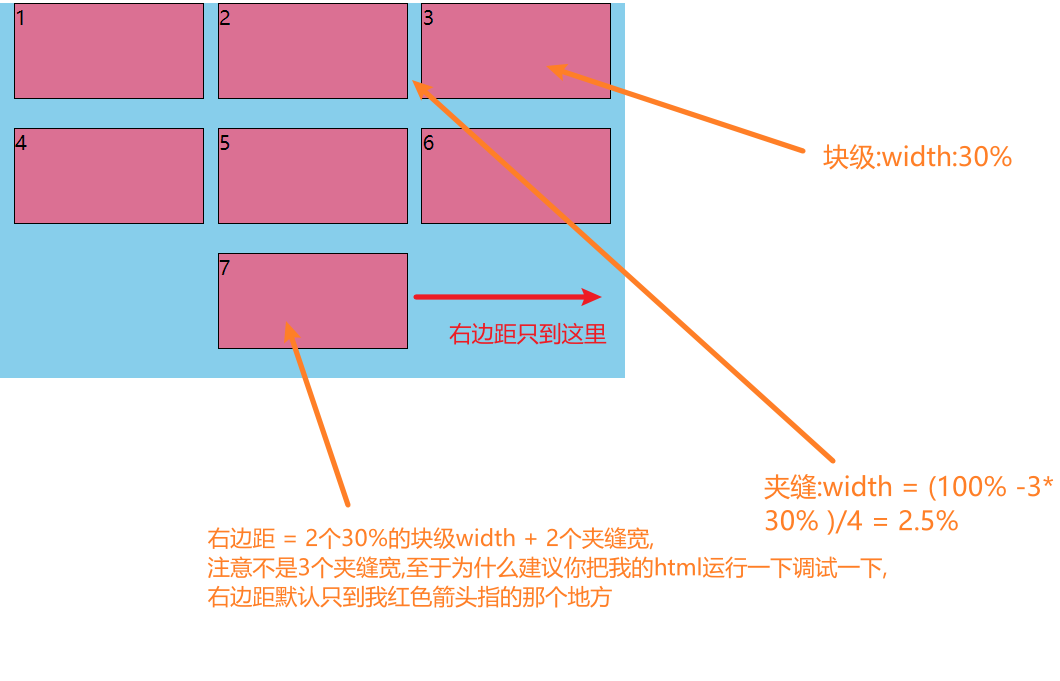 1
2
3
4
5
6
块级:width:30%
7
右边距只到这里
夹缝:width = (100% -3*
30% )/4 = 2.5%
右边距 = 2个30%的块级width + 2个夹缝宽,
注意不是3个夹缝宽,至于为什么建议你把我的html运行一下调试一下,
右边距默认只到我红色箭头指的那个地方